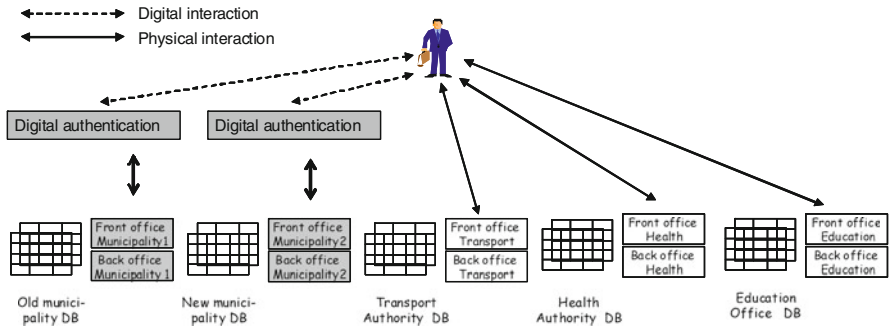 Digital interaction
Physical interaction
Digital authentication
Digital authentication
Front office
Municipality1
Back office
Municipality 1
Front office
Municipality2
Back office
Municipality2
Front office
Transport
Back office
Transport
Front office
Health
Back office
Health
Front office
Education
Back office
Education
Old munici-
pality DB
New munici-
pality DB
Transport
Authority DB
Health
Authority DB
Education
Office DB